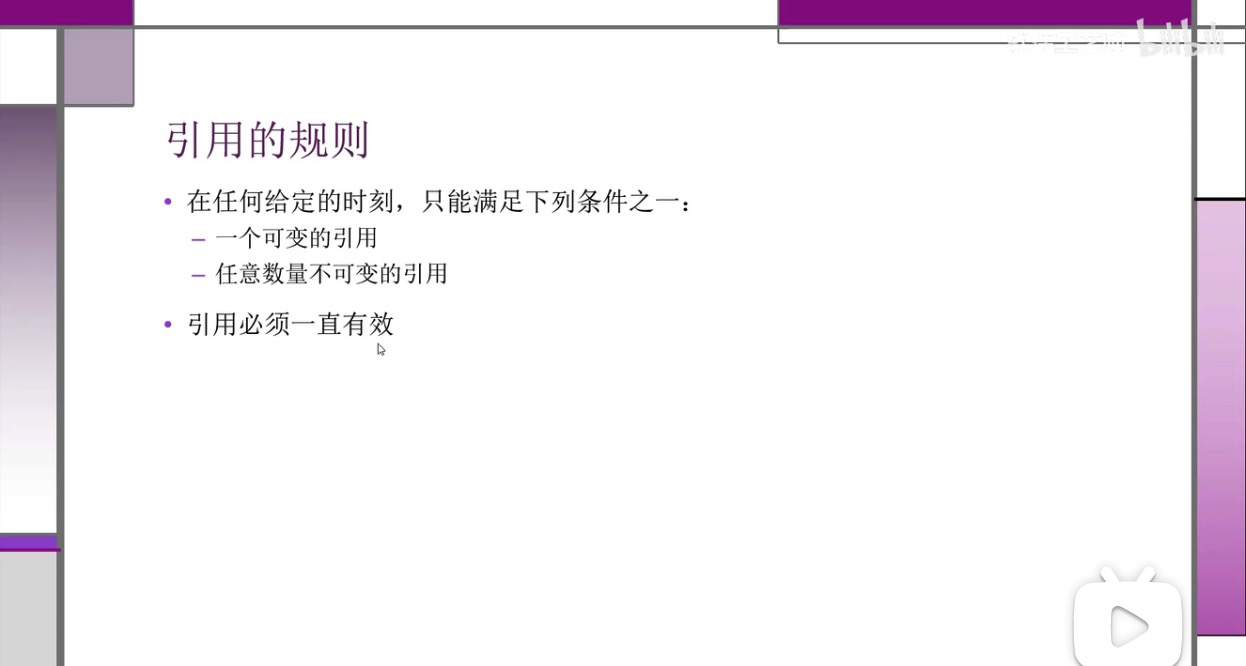 bilibili
引用的规则
• 在任何给定的时刻，只能满足下列条件之一：
– 一个可变的引用
– 任意数量不可变的引用
• 引用必须一直有效